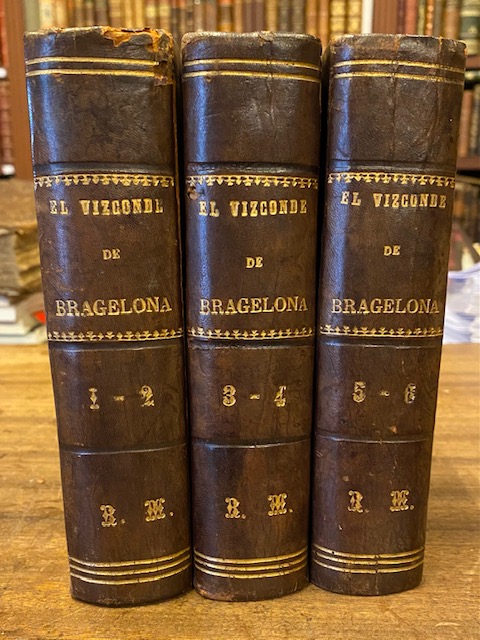 EL VIZCONDE
DE
BRAGELONA
1-2
R. M.
EL VIZCONDE
DE
BRAGELONA
3-4
R. M.
EL VIZCONDE
DE
BRAGELONA
5-6
R. M.